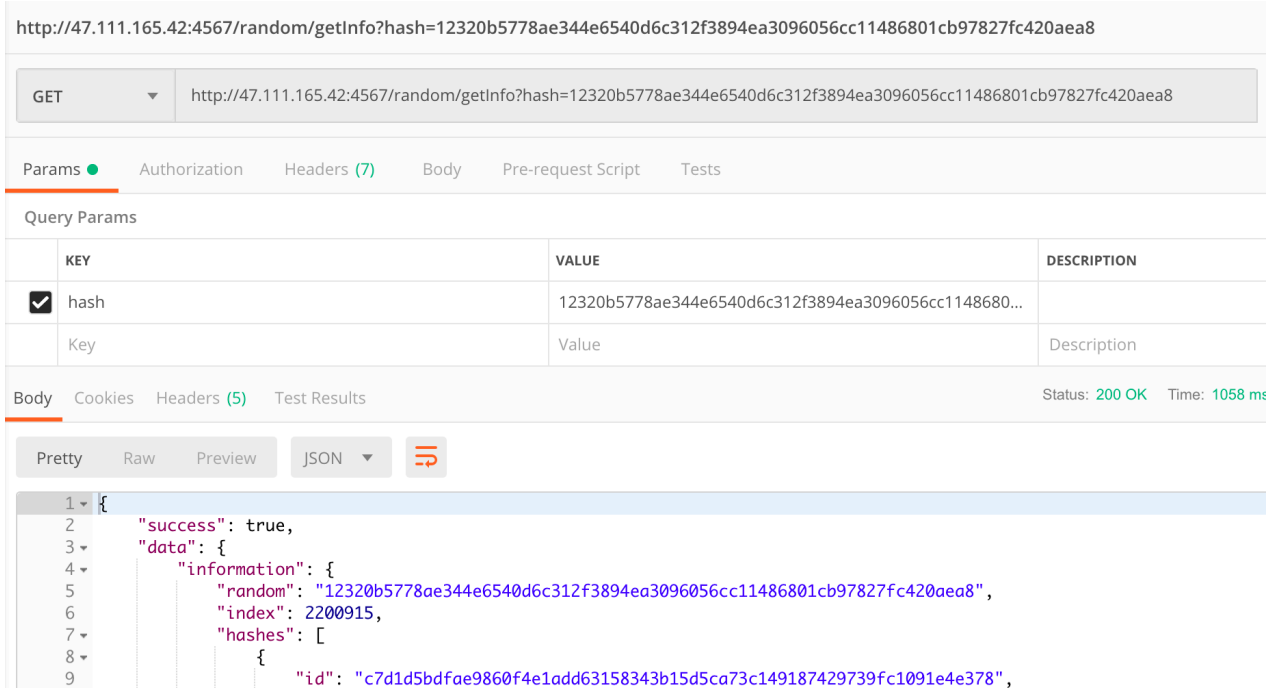 http://47.111.165.42:4567/random/getInfo?hash=12320b5778ae344e6540d6c312f3894ea3096056cc11486801cb97827fc420aea8
GET http://47.111.165.42:4567/random/getInfo?hash=12320b5778ae344e6540d6c312f3894ea3096056cc11486801cb97827fc420aea8
Params Authorization Headers (7) Body Pre-request Script Tests
Query Params
KEY VALUE DESCRIPTION
hash 12320b5778ae344e6540d6c312f3894ea3096056cc1148680...
Key Value Description
Body Cookies Headers (5) Test Results Status: 200 OK Time: 1058 ms
Pretty Raw Preview JSON
1 {
2 "success": true,
3 "data": {
4 "information": {
5 "random": "12320b5778ae344e6540d6c312f3894ea3096056cc11486801cb97827fc420aea8",
6 "index": 2200915,
7 "hashes": [
8 {
9 "id": "c7d1d5bdfae9860f4e1add63158343b15d5ca73c149187429739fc1091e4e378",